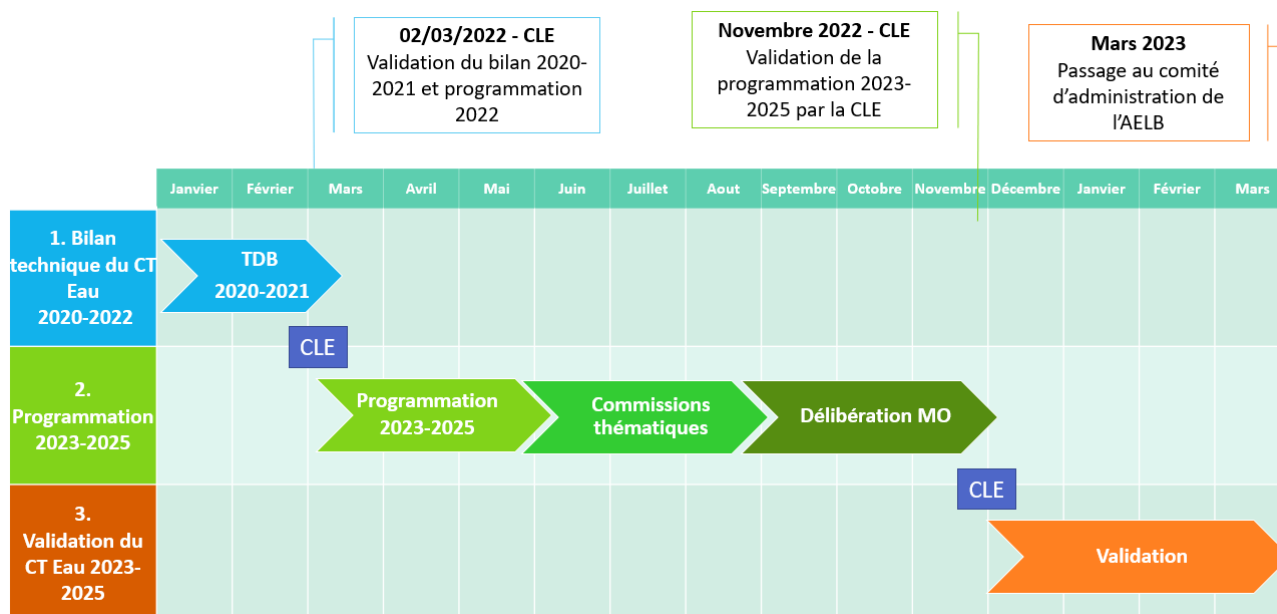 02/03/2022 - CLE
Validation du bilan 2020-
2021 et programmation
2022
Novembre 2022 - CLE
Validation de la
programmation 2023-
2025 par la CLE
Mars 2023
Passage au comité
d'administration de
l'AELB
Janvier Février Mars Avril Mai Juin Juillet Aout Septembre Octobre Novembre Décembre Janvier Février Mars
1. Bilan
technique du CT
Eau
2020-2022
TDB
2020-2021
CLE
2.
Programmation
2023-2025
Programmation
2023-2025
Commissions
thématiques
Délibération MO
CLE
3.
Validation du
CT Eau 2023-
2025
Validation